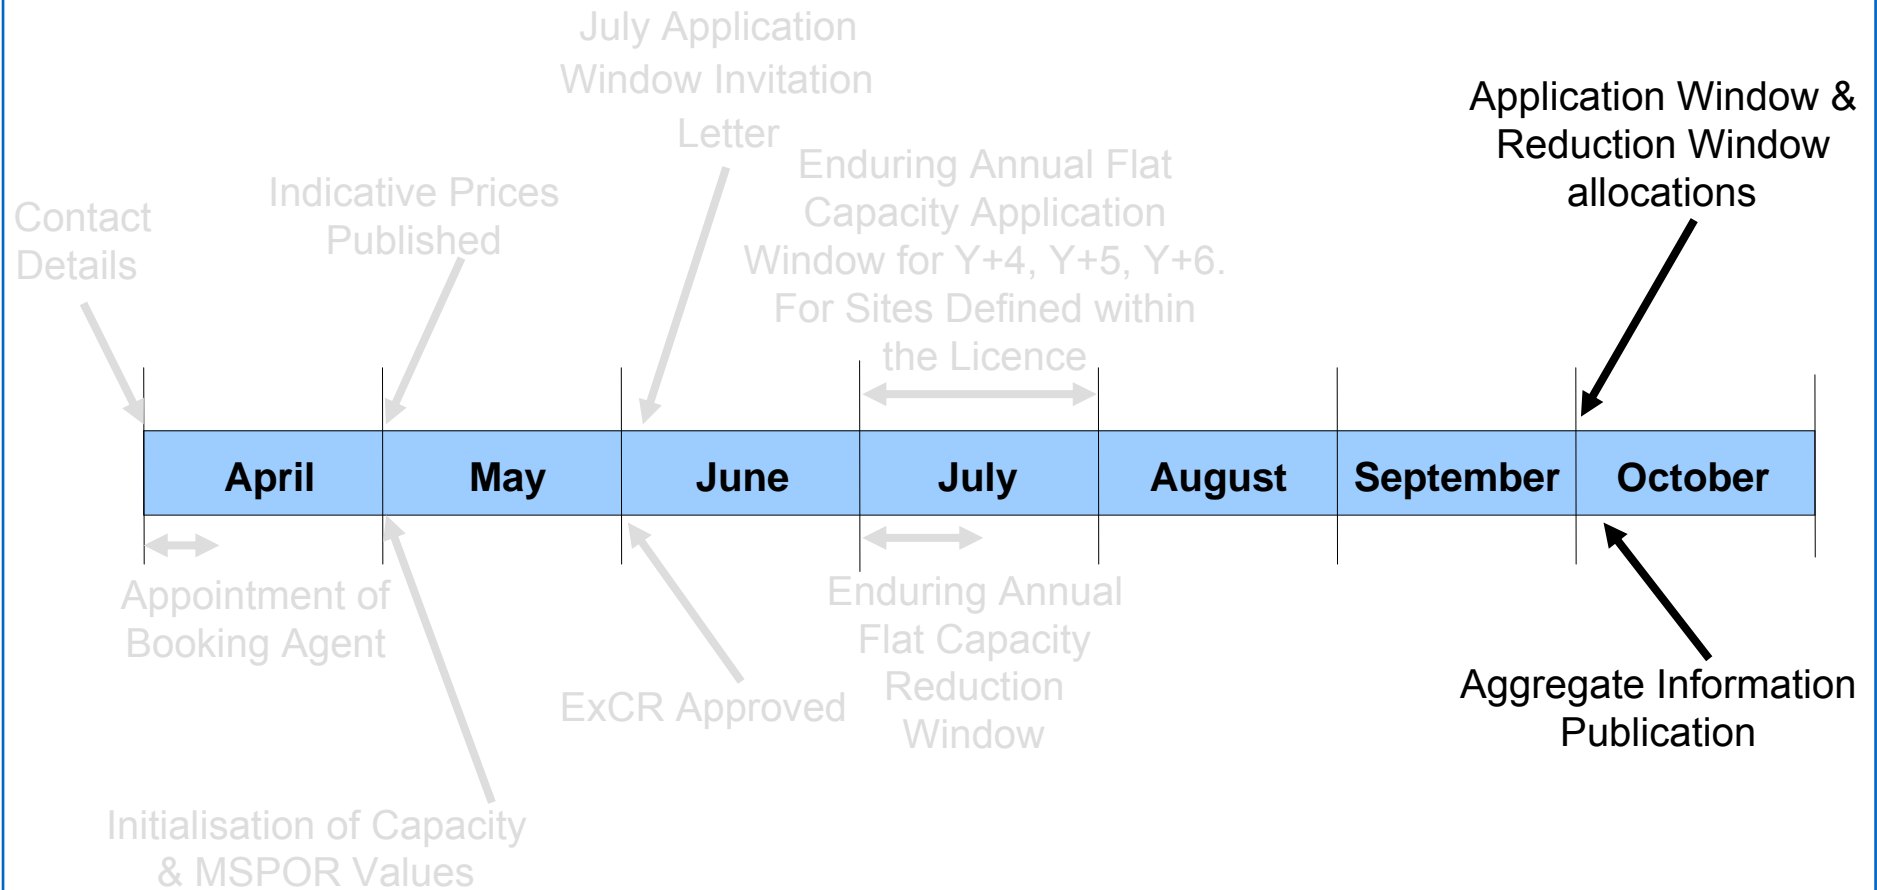 July Application
Window Invitation
Letter
Application Window &
Reduction Window
allocations
Enduring Annual Flat
Capacity Application
Window for Y+4, Y+5, Y+6.
For Sites Defined within
the Licence
Indicative Prices
Published
Contact
Details
April
May
June
July
August
September
October
Appointment of
Booking Agent
Enduring Annual
Flat Capacity
Reduction
Window
ExCR Approved
Aggregate Information
Publication
Initialisation of Capacity
& MSPOR Values